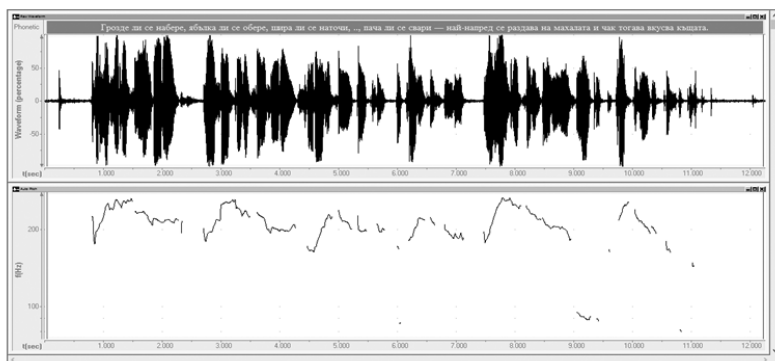 Phonetic
Грозде ли се набере, ябълка ли се обере, шира ли се наточи, .., пача ли се свари — най-напред се раздава на махалата и чак тогава вкусва къщата.
Waveform (percentage)
50
0
-50
t(sec) 1.000 2.000 3.000 4.000 5.000 6.000 7.000 8.000 9.000 10.000 11.000 12.000
f(Hz)
200
100
t(sec) 1.000 2.000 3.000 4.000 5.000 6.000 7.000 8.000 9.000 10.000 11.000 12.000